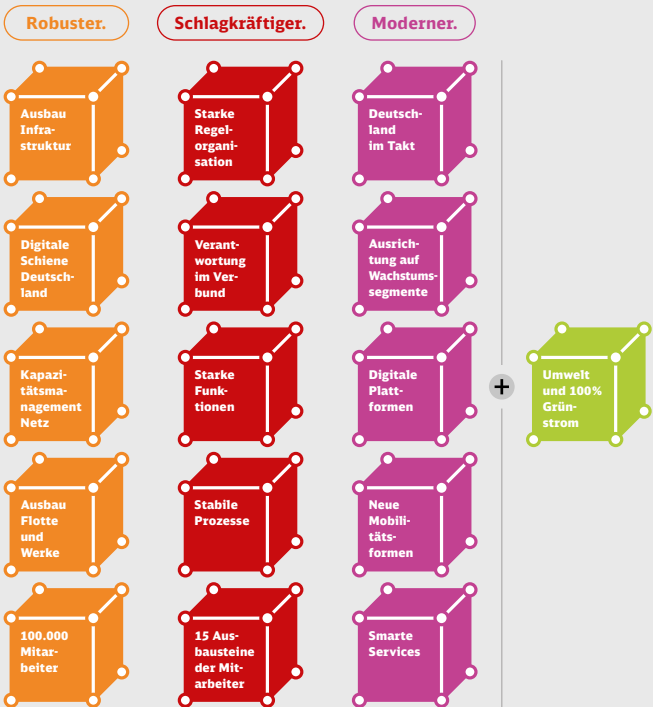 Robuster.
Schlagkräftiger.
Moderner.
Ausbau
Infra-
struktur
Starke
Regel-
organi-
sation
Deutsch-
land
im Takt
Digitale
Schiene
Deutsch-
land
Verant-
wortung
im Ver-
bund
Ausrich-
tung auf
Wachstums-
segmente
Kapazi-
tätsma-
nagement
Netz
Starke
Funk-
tionen
Digitale
Platt-
formen
+
Umwelt
und 100%
Grün-
strom
Ausbau
Flotte
und
Werke
Stabile
Prozesse
Neue
Mobili-
täts-
formen
100.000
Mitar-
beiter
15 Aus-
bausteine
der Mit-
arbeiter
Smarte
Services